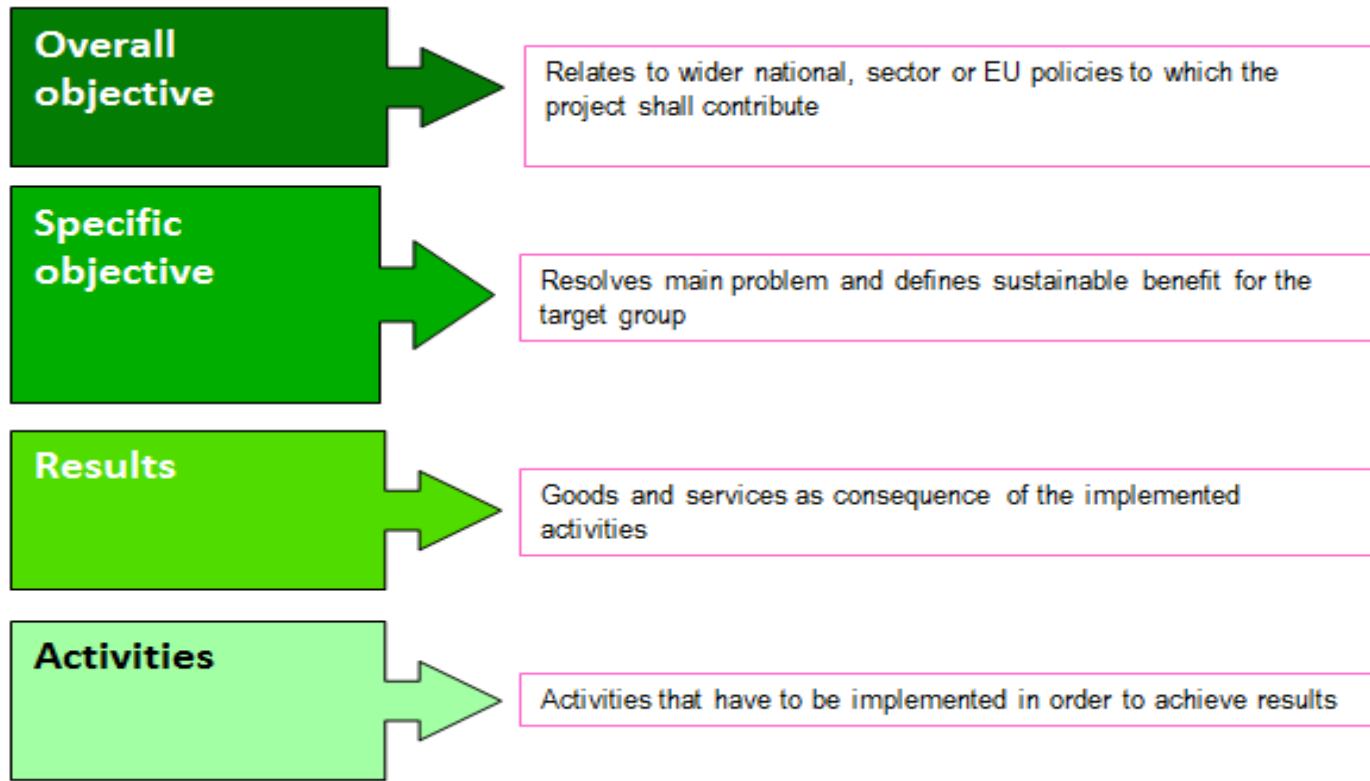 Overall
objective
Relates to wider national, sector or EU policies to which the
project shall contribute
Specific
objective
Resolves main problem and defines sustainable benefit for the
target group
Results
Goods and services as consequence of the implemented
activities
Activities
Activities that have to be implemented in order to achieve results